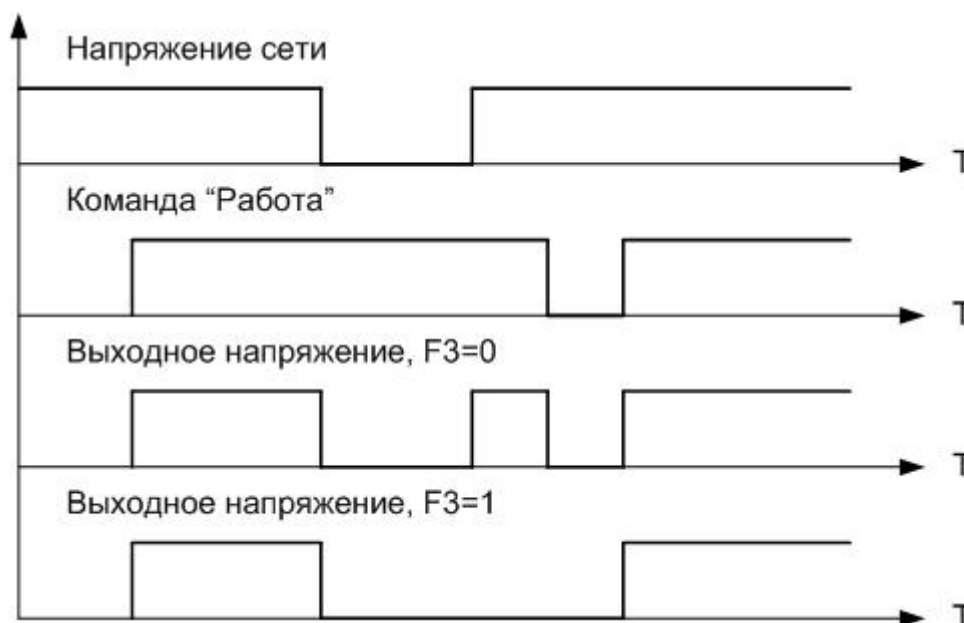 Напряжение сети
T
Команда “Работа”
T
Выходное напряжение, F3=0
T
Выходное напряжение, F3=1
T